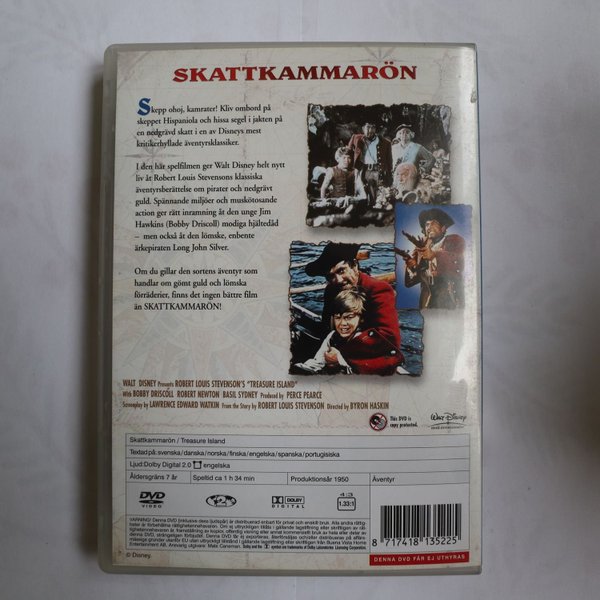 SKATTKAMMARÖN
Skepp ohoj, kamrater! Kliv ombord på
skeppet Hispaniola och hissa segel i jakten på
en nedgrävd skatt i en av Disneys mest
kritikerhyllade äventyrsklassiker.
I den här spelfilmen ger Walt Disney helt nytt
liv åt Robert Louis Stevensons klassiska
äventyrsberättelse om pirater och nedgrävt
guld. Spännande miljöer och muskötosande
action ger rätt inramning åt den unge Jim
Hawkins (Bobby Driscoll) modiga hjältedåd
– men också åt den lömske, enbente
ärkepiraten Long John Silver.
Om du gillar den sortens äventyr som
handlar om gömt guld och lömska
förräderier, finns det ingen bättre film
än SKATTKAMMARÖN!
WALT DISNEY Presents ROBERT LOUIS STEVENSON'S "TREASURE ISLAND"
With BOBBY DRISCOLL ROBERT NEWTON BASIL SYDNEY Produced by PERCE PEARCE
Screenplay by LAWRENCE EDWARD WATKIN From the Story by ROBERT LOUIS STEVENSON Directed by BYRON HASKIN
This DVD is
copy protected.
WALT DISNEY
Skattkammarön / Treasure Island
Textad på: svenska/danska/norska/finska/engelska/spanska/portugisiska
Ljud: Dolby Digital 2.0 engelska
Åldersgräns 7 år Speltid ca 1 h 34 min Produktionsår 1950 Äventyr
DVD
VIDEO
2
DOLBY
DIGITAL
4:3
1.33:1
© Disney.
8 717418 135225
DENNA DVD FÅR EJ UTHYRAS